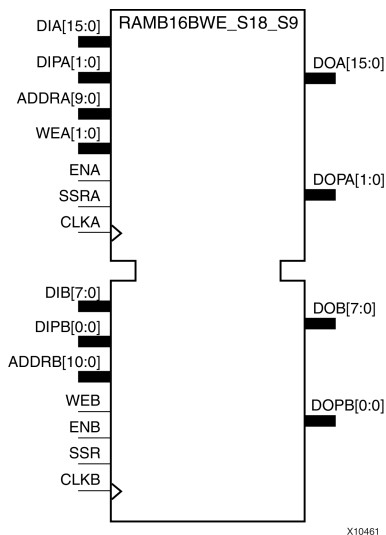 RAMB16BWE_S18_S9
DIA[15:0]
DIPA[1:0]
ADDRA[9:0]
WEA[1:0]
ENA
SSRA
CLKA
DOA[15:0]
DOPA[1:0]
DIB[7:0]
DIPB[0:0]
ADDRB[10:0]
WEB
ENB
SSR
CLKB
DOB[7:0]
DOPB[0:0]
X10461